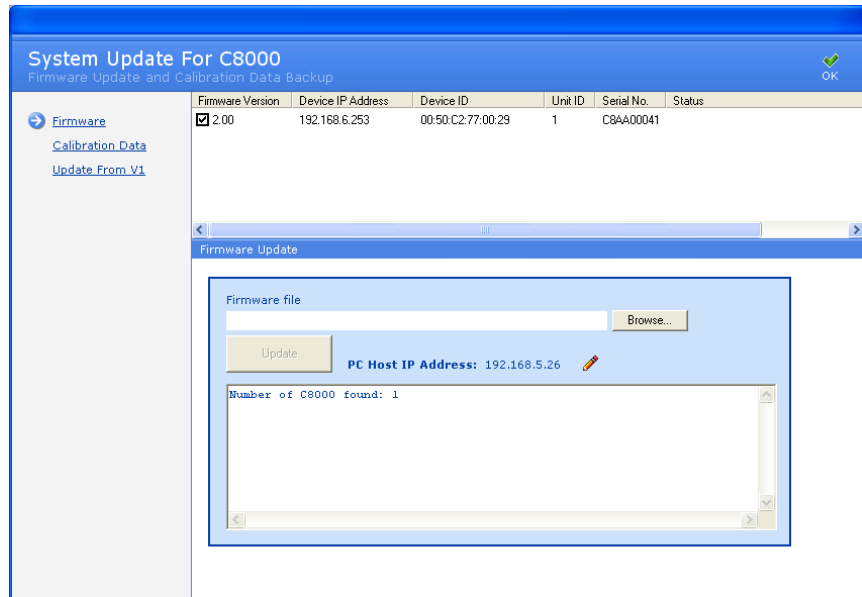 System Update For C8000
Firmware Update and Calibration Data Backup
OK
Firmware
Calibration Data
Update From V1
Firmware Version Device IP Address Device ID Unit ID Serial No. Status
2.00 192.168.6.253 00:50:C2:77:00:29 1 C8AA00041
Firmware Update
Firmware file
Browse...
Update
PC Host IP Address: 192.168.5.26
Number of C8000 found: 1